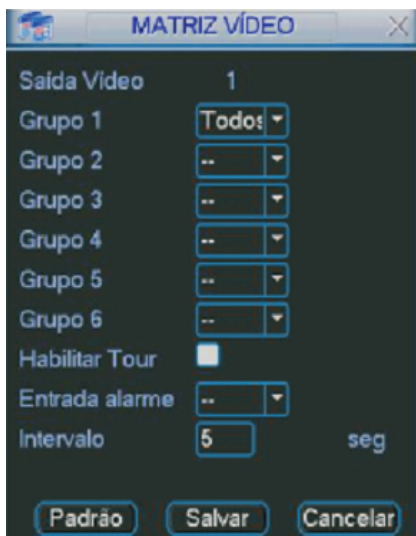 MATRIZ VÍDEO
Saída Vídeo 1
Grupo 1 Todos
Grupo 2 --
Grupo 3 --
Grupo 4 --
Grupo 5 --
Grupo 6 --
Habilitar Tour
Entrada alarme --
Intervalo 5 seg
Padrão Salvar Cancelar